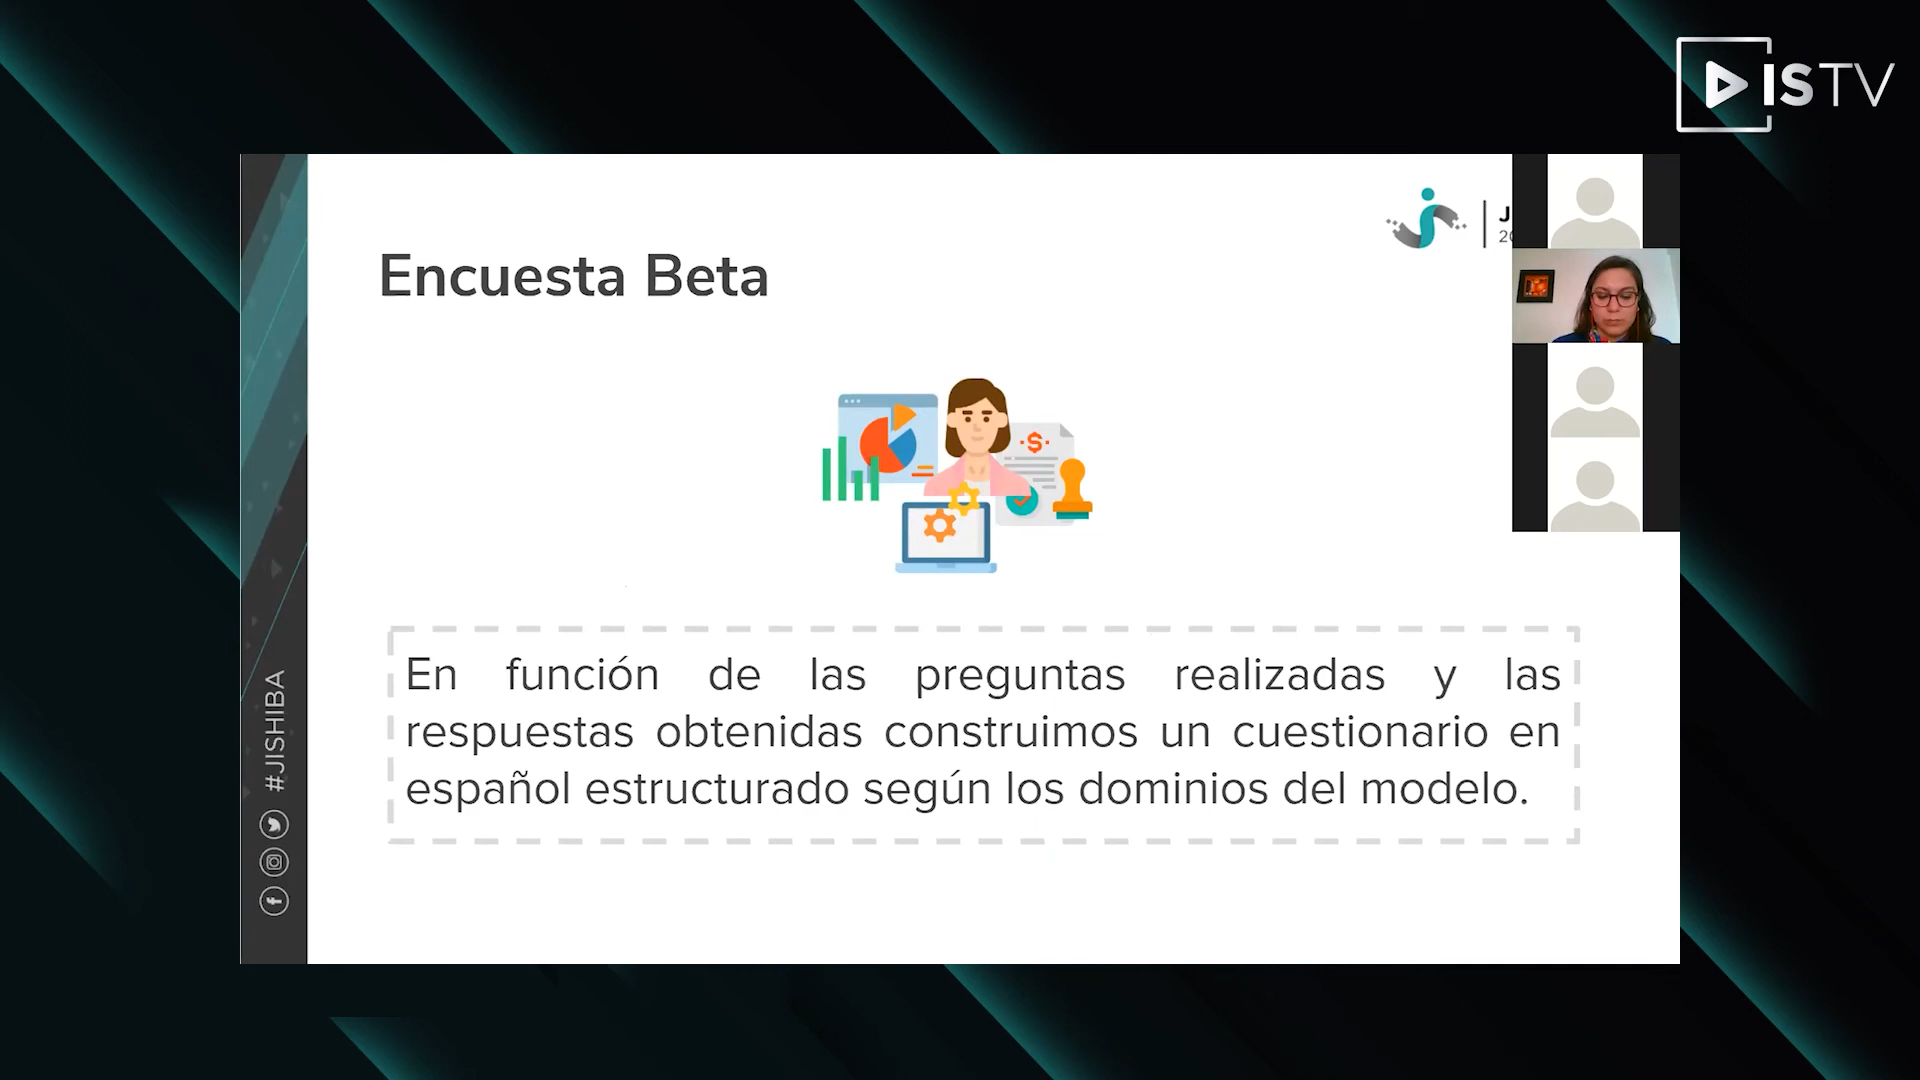 ISTV
Encuesta Beta
En función de las preguntas realizadas y las
respuestas obtenidas construimos un cuestionario en
español estructurado según los dominios del modelo.
#JISHIBA